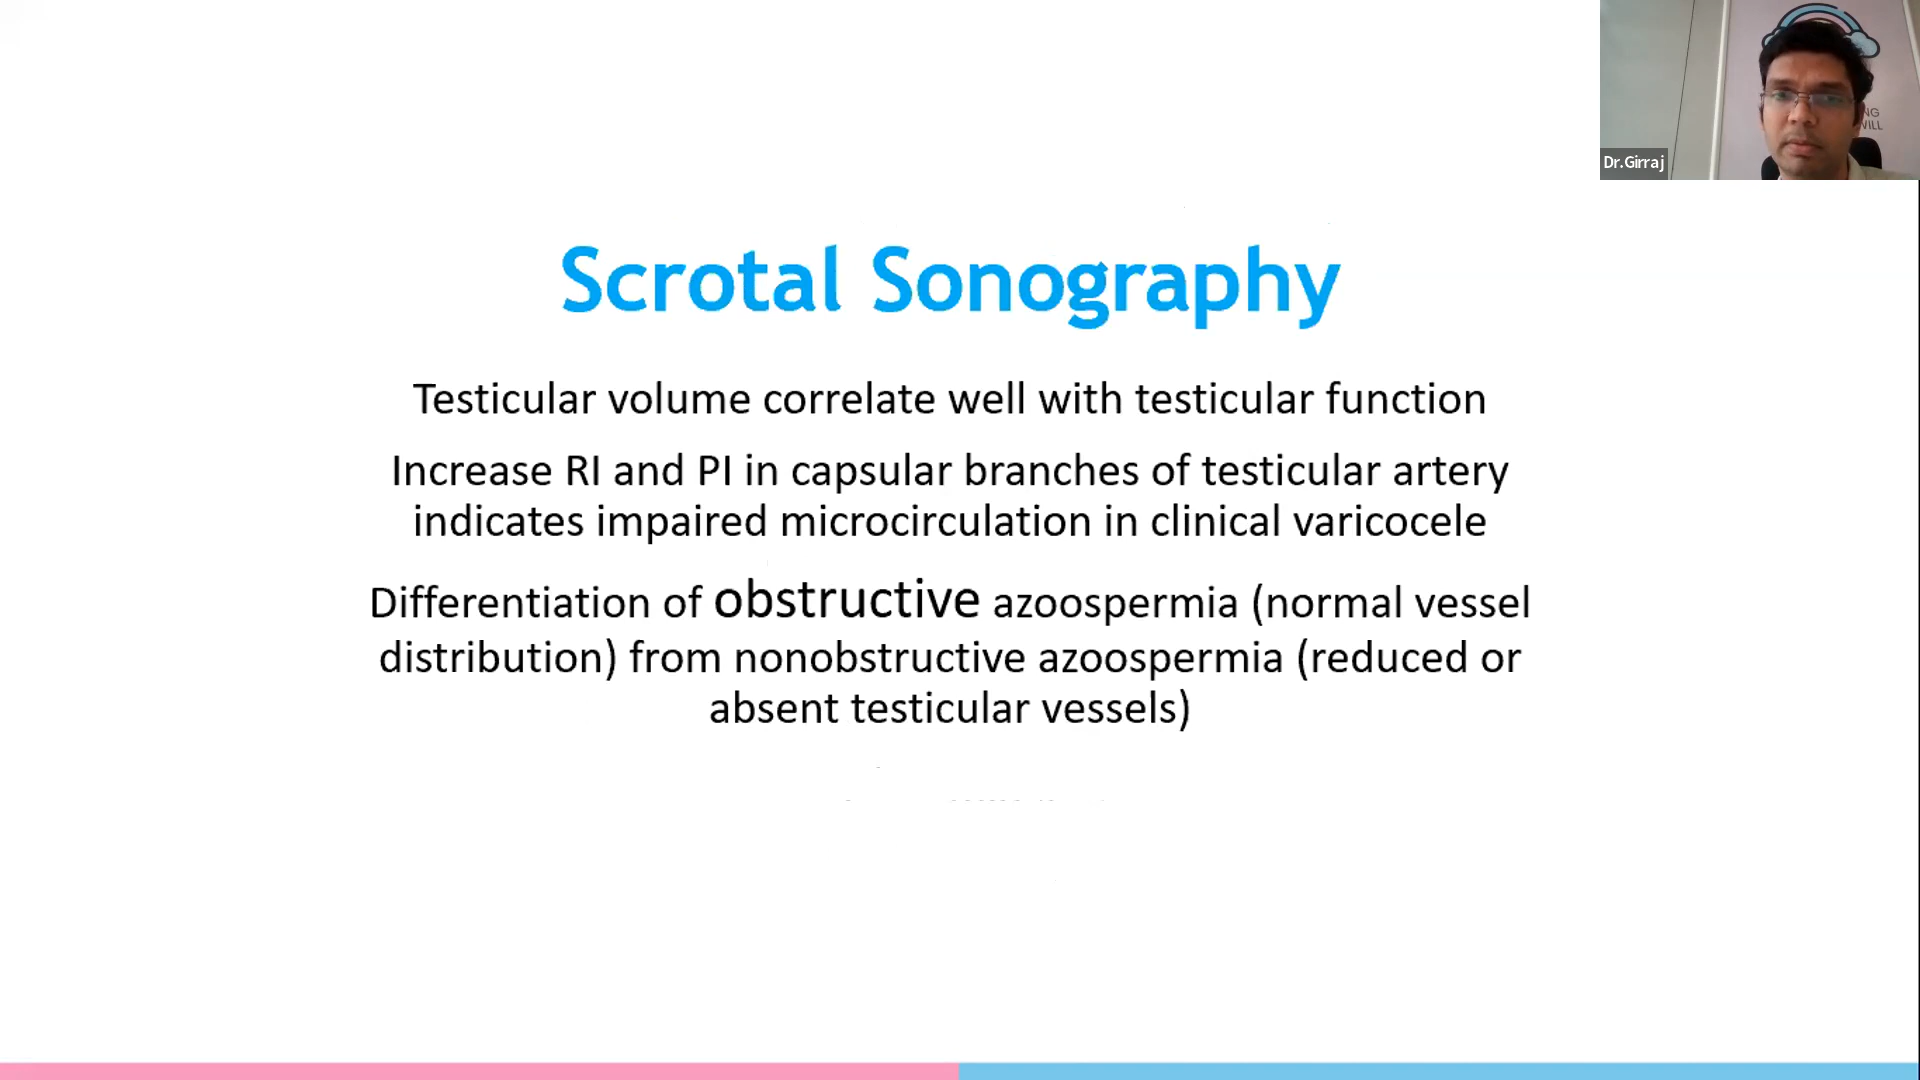 Scrotal Sonography
Testicular volume correlate well with testicular function
Increase RI and PI in capsular branches of testicular artery
indicates impaired microcirculation in clinical varicocele
Differentiation of obstructive azoospermia (normal vessel
distribution) from nonobstructive azoospermia (reduced or
absent testicular vessels)
Dr.Girraj